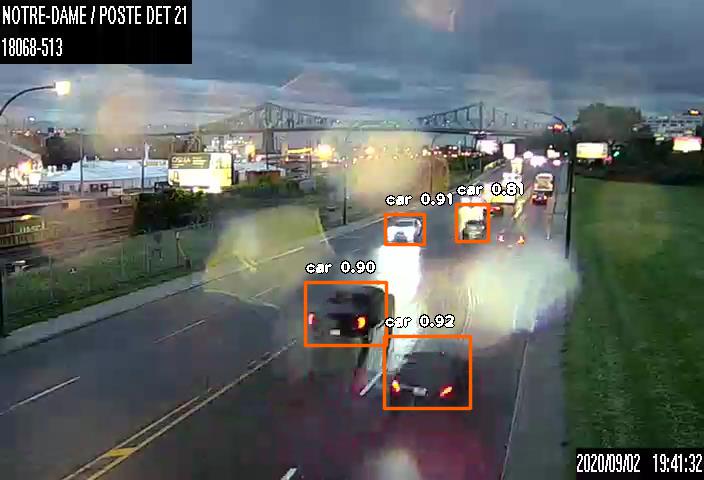 NOTRE-DAME / POSTE DET 21
18068-513
car 0.91
car 0.81
car 0.90
car 0.92
2020/09/02 19:41:32